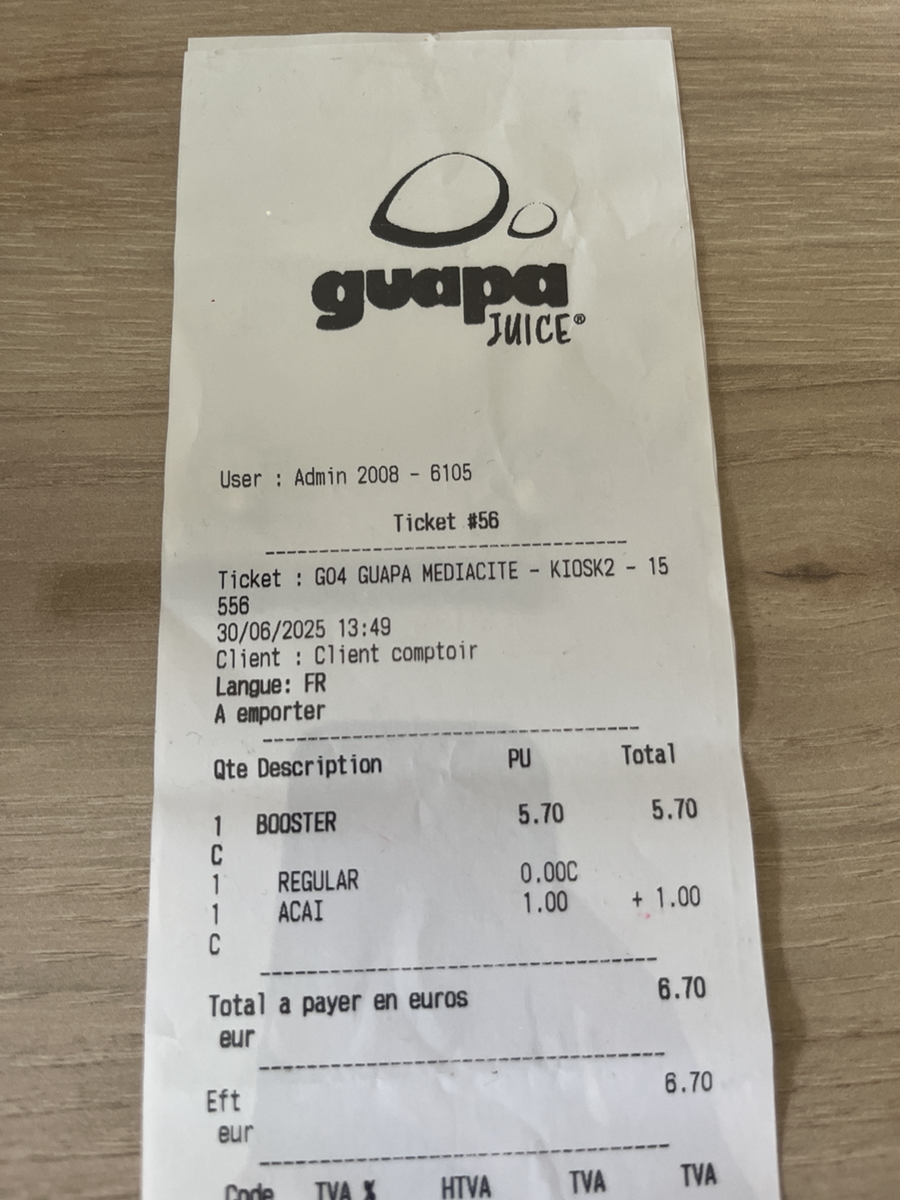 guapa
JUICE®
User : Admin 2008 - 6105
Ticket #56
Ticket : G04 GUAPA MEDIACITE - KIOSK2 - 15
556
30/06/2025 13:49
Client : Client comptoir
Langue: FR
A emporter
Qte Description PU Total
1 BOOSTER 5.70 5.70
C
1 REGULAR 0.00C
1 ACAI 1.00 + 1.00
C
Total a payer en euros 6.70
eur
Eft 6.70
eur
Code TVA % HTVA TVA TVA